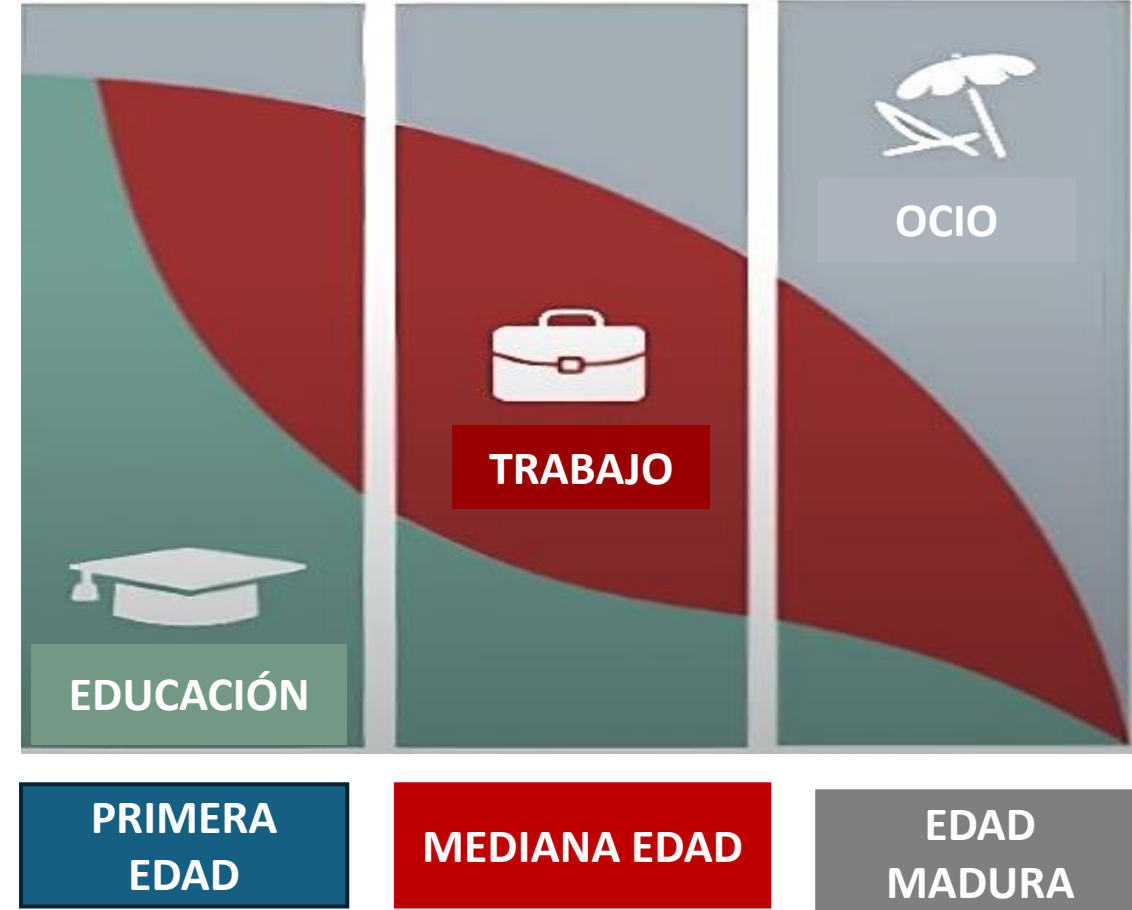 OCIO
TRABAJO
EDUCACIÓN
PRIMERA
EDAD
MEDIANA EDAD
EDAD
MADURA